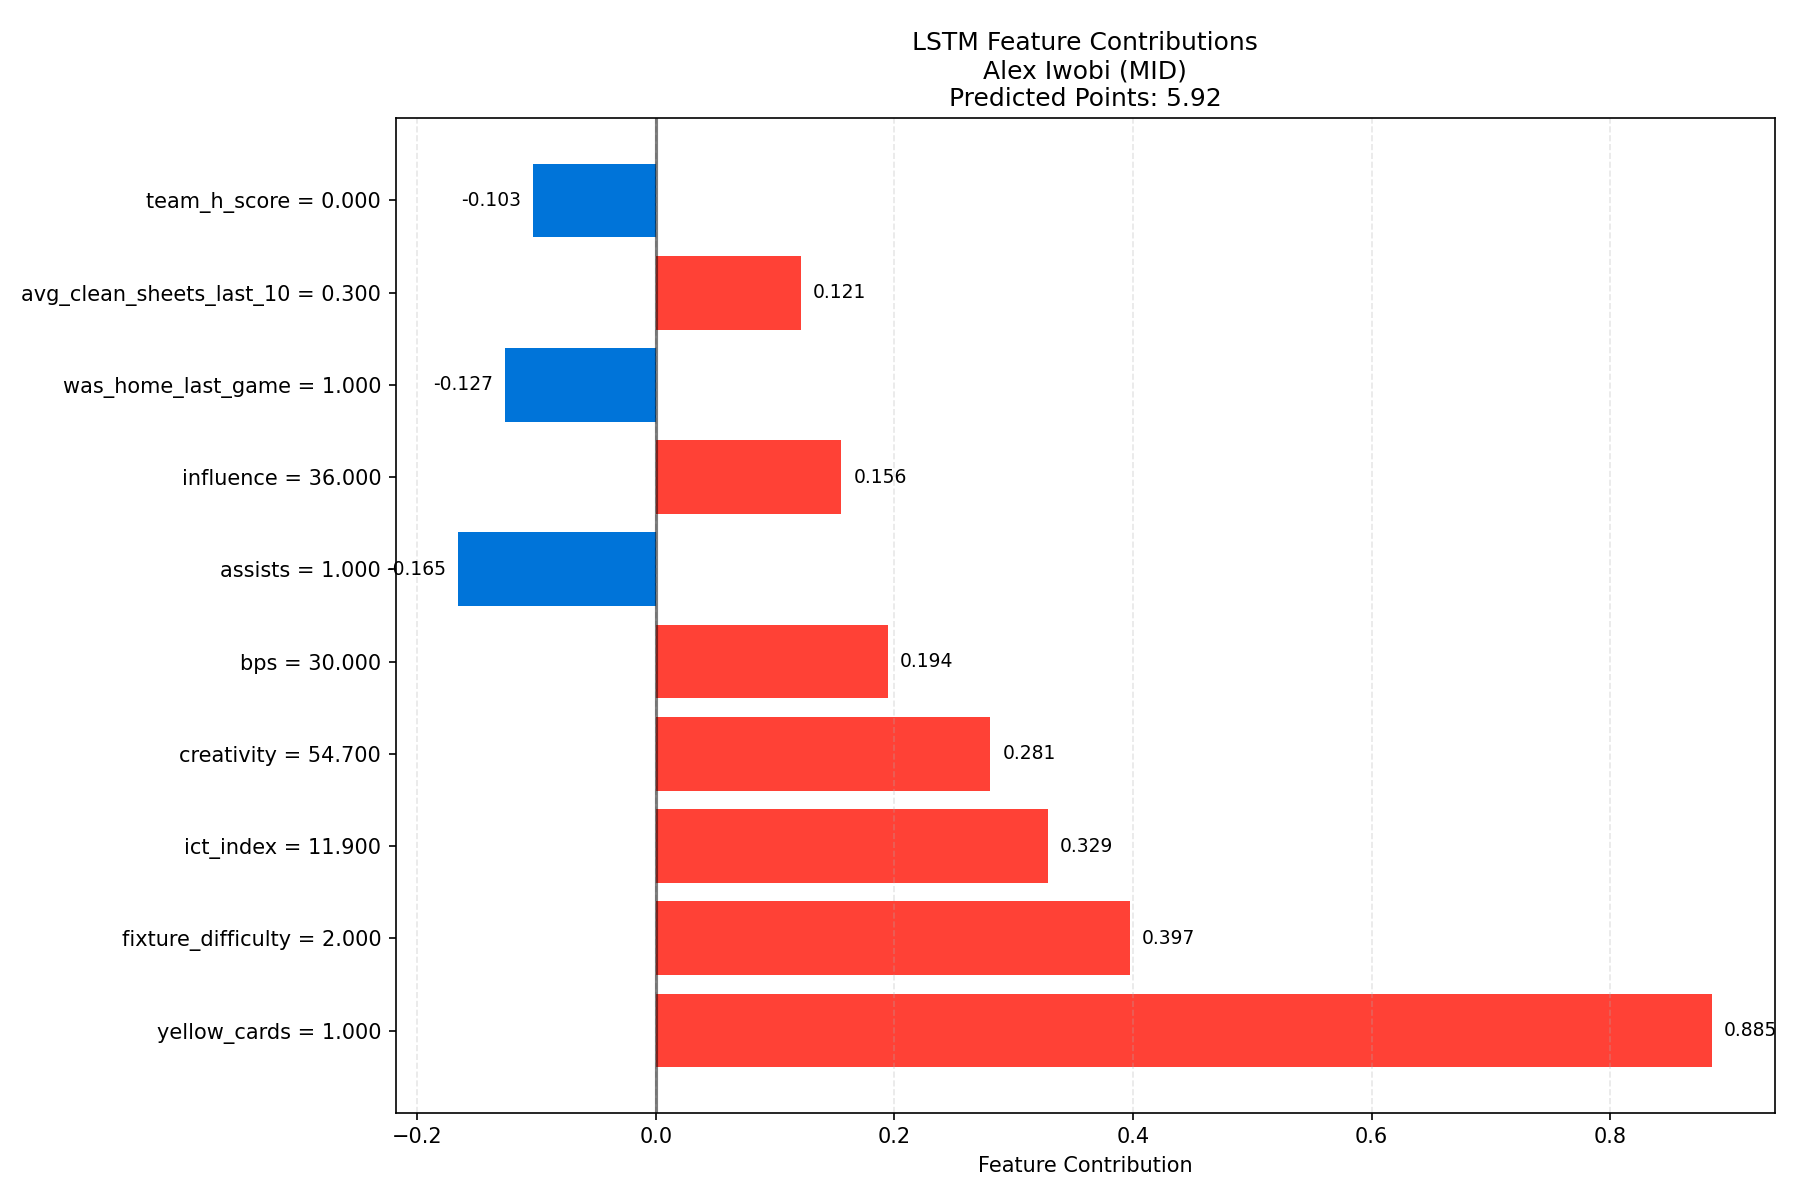 LSTM Feature Contributions
Alex Iwobi (MID)
Predicted Points: 5.92
team_h_score = 0.000
-0.103
avg_clean_sheets_last_10 = 0.300
0.121
was_home_last_game = 1.000
-0.127
influence = 36.000
0.156
assists = 1.000
-0.165
bps = 30.000
0.194
creativity = 54.700
0.281
ict_index = 11.900
0.329
fixture_difficulty = 2.000
0.397
yellow_cards = 1.000
0.885
−0.2 0.0 0.2 0.4 0.6 0.8
Feature Contribution